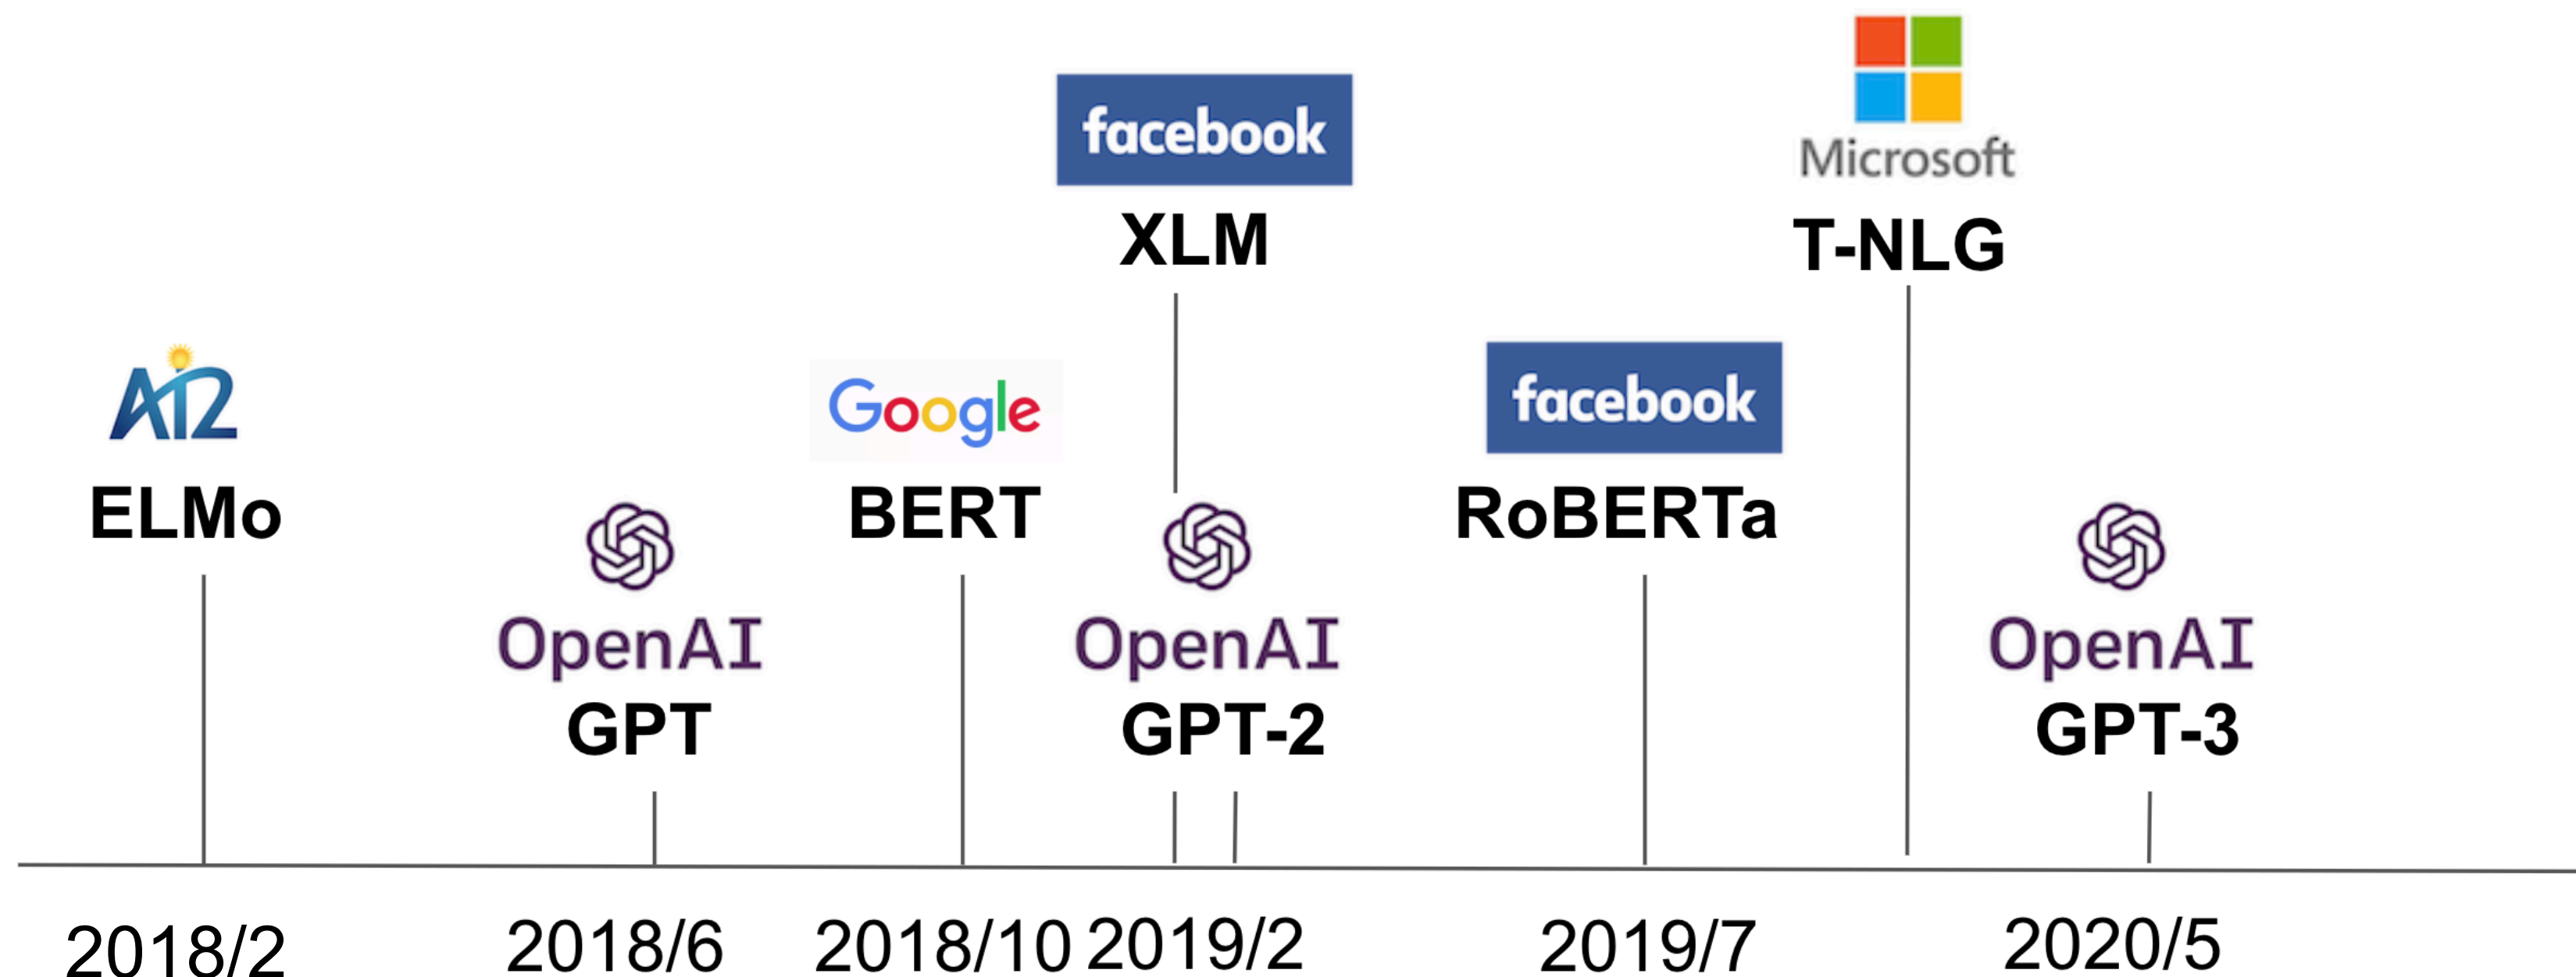 Microsoft
facebook
XLM
T-NLG
AI2
ELMo
Google
BERT
facebook
RoBERTa
OpenAI
GPT
OpenAI
GPT-2
OpenAI
GPT-3
2018/2
2018/6
2018/10
2019/2
2019/7
2020/5